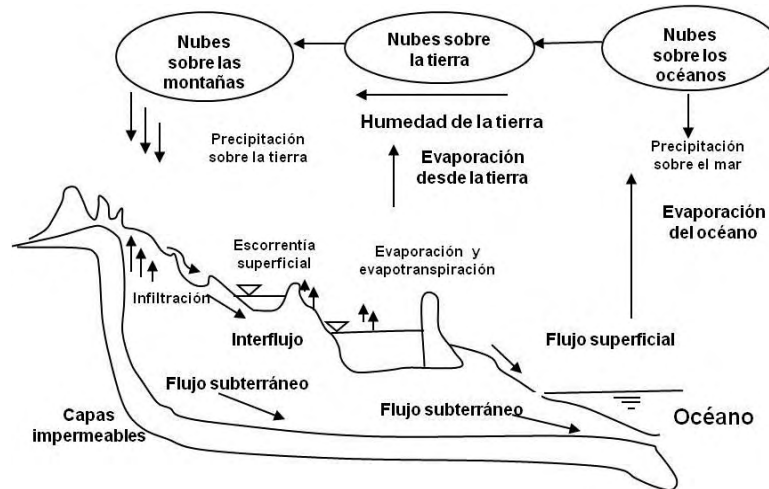 Nubes
sobre las
montañas
Nubes sobre
la tierra
Nubes
sobre los
océanos
Humedad de la tierra
Precipitación
sobre la tierra
Evaporación
desde la tierra
Precipitación
sobre el mar
Evaporación
del océano
Escorrentía
superficial
Evaporación y
evapotranspiración
Infiltración
Interflujo
Flujo superficial
Flujo subterráneo
Flujo subterráneo
Capas
impermeables
Océano